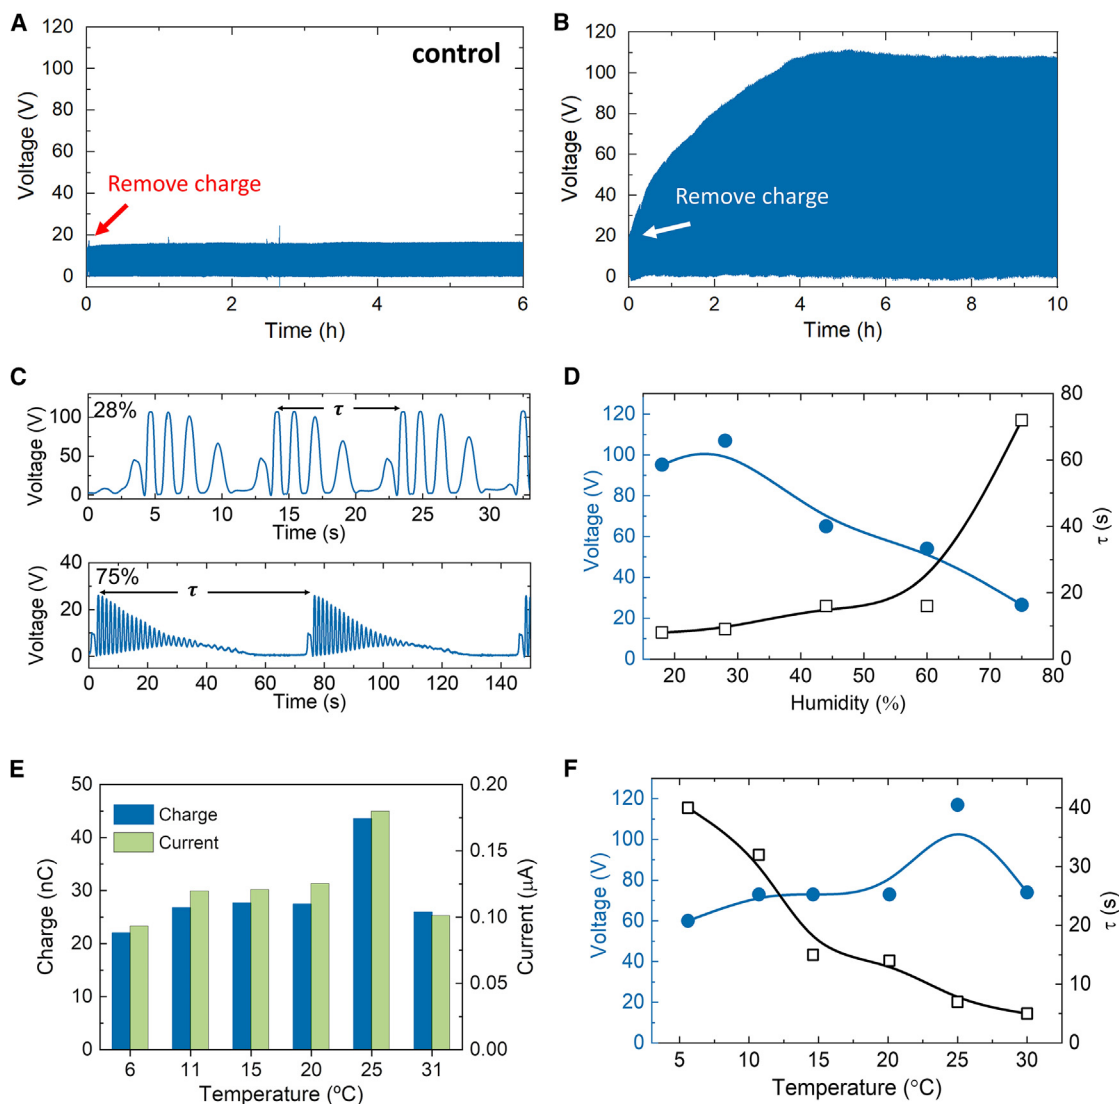 A
control
Remove charge
120
100
80
60
40
20
0
Voltage (V)
0 2 4 6
Time (h)
B
Remove charge
120
100
80
60
40
20
0
Voltage (V)
0 2 4 6 8 10
Time (h)
C
28%
τ
100
50
0
Voltage (V)
0 5 10 15 20 25 30
Time (s)
75%
τ
40
20
0
Voltage (V)
0 20 40 60 80 100 120 140
Time (s)
D
120
100
80
60
40
20
0
Voltage (V)
80
60
40
20
0
τ (s)
20 30 40 50 60 70 80
Humidity (%)
E
Charge
Current
50
40
30
20
10
0
Charge (nC)
0.20
0.15
0.10
0.05
0.00
Current (μA)
6 11 15 20 25 31
Temperature (ºC)
F
120
100
80
60
40
20
0
Voltage (V)
40
30
20
10
0
τ (s)
5 10 15 20 25 30
Temperature (°C)